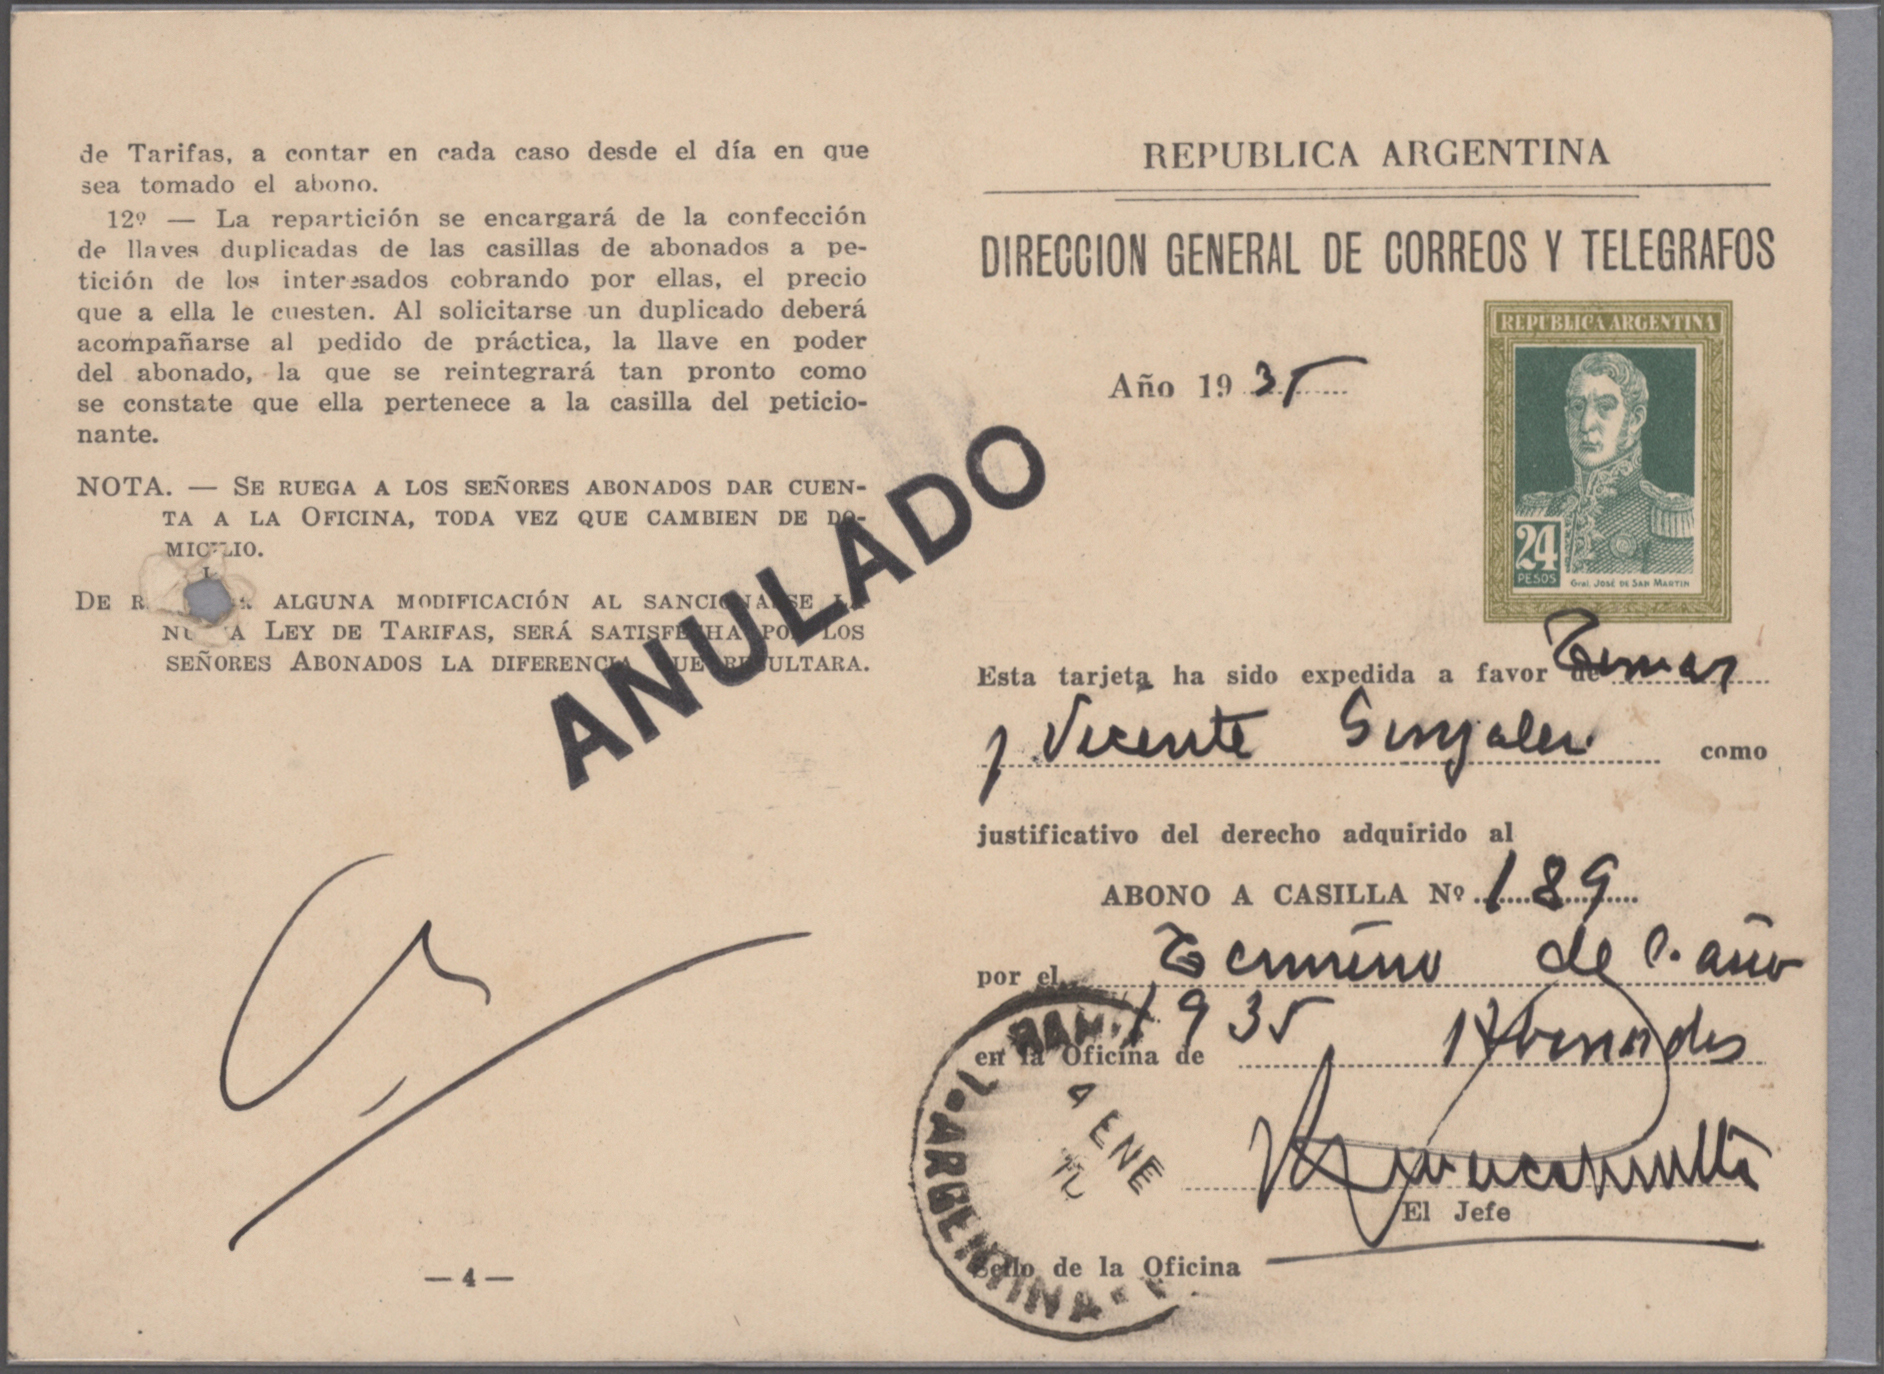 de Tarifas, a contar en cada caso desde el día en que
sea tomado el abono.
12º — La repartición se encargará de la confección
de llaves duplicadas de las casillas de abonados a pe-
tición de los interesados cobrando por ellas, el precio
que a ella le cuesten. Al solicitarse un duplicado deberá
acompañarse al pedido de práctica, la llave en poder
del abonado, la que se reintegrará tan pronto como
se constate que ella pertenece a la casilla del peticio-
nante.
NOTA. — SE RUEGA A LOS SEÑORES ABONADOS DAR CUEN-
TA A LA OFICINA, TODA VEZ QUE CAMBIEN DE DO-
MICILIO.
DE ALGUNA MODIFICACIÓN AL SANCIONARSE LA
NUEVA LEY DE TARIFAS, SERÁ SATISFECHA POR LOS
SEÑORES ABONADOS LA DIFERENCIA QUE RESULTARA.
ANULADO
— 4 —
REPUBLICA ARGENTINA
DIRECCION GENERAL DE CORREOS Y TELEGRAFOS
Año 1935
REPUBLICA ARGENTINA
24
PESOS
Gral. JOSÉ DE SAN MARTIN
Esta tarjeta ha sido expedida a favor de
y Vicente como
justificativo del derecho adquirido al
ABONO A CASILLA Nº 189
por el Termino de año
1935
en la Oficina de
4 ENE
ARGENTINA
El Jefe
Sello de la Oficina